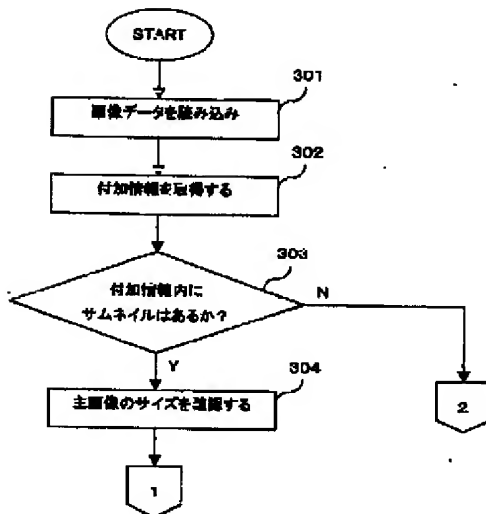 START
301
画像データを読み込み
302
付加情報を取得する
303
付加情報内に
サムネイルはあるか?
N
Y
304
主画像のサイズを確認する
2
1